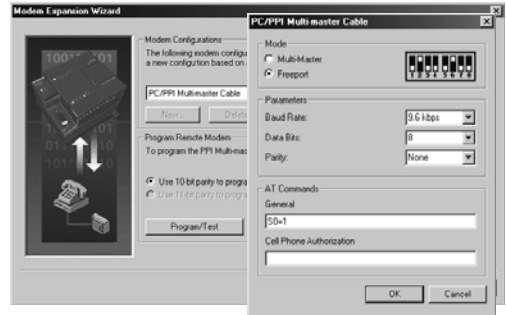 Modem Expansion Wizard
Modem Configurations
The following modem configu
a new configurtion based on
PC/PPI Multi-master Cable
New...
Delete
Program Remote Modem
To program the PPI Multi-mas
Use 10-bit parity to progra
Use 11-bit parity to progra
Program/Test
PC/PPI Multi-master Cable
Mode
Multi-Master
Freeport
1 2 3 4 5 6 7 8
Parameters
Baud Rate:
9.6 kbps
Data Bits:
8
Parity:
None
AT Commands
General
S0=1
Cell Phone Authorization
OK
Cancel